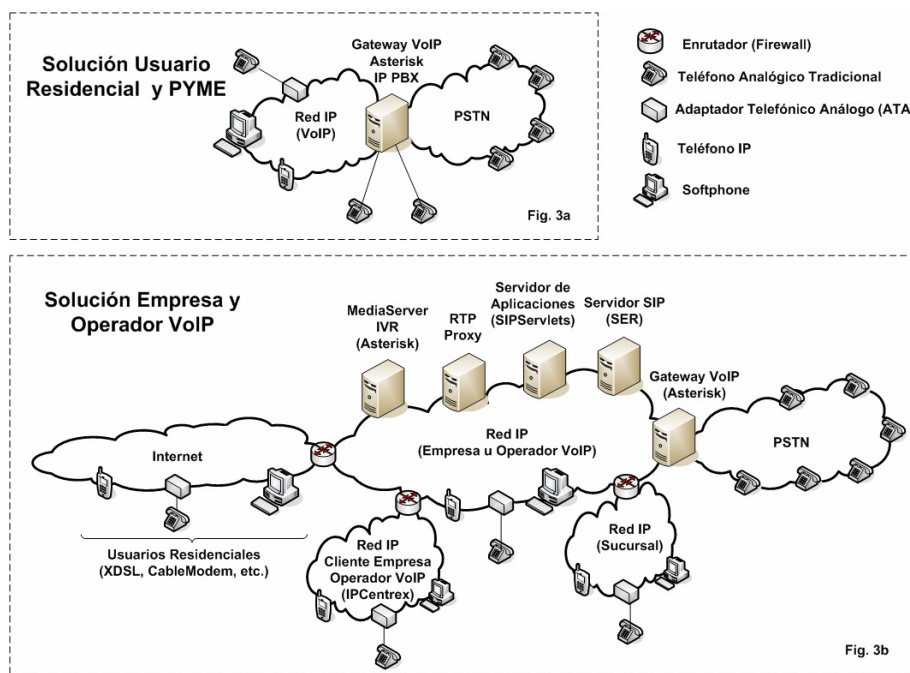 Solución Usuario
Residencial y PYME
Gateway VoIP
Asterisk
IP PBX
Red IP
(VoIP)
PSTN
Fig. 3a
Enrutador (Firewall)
Teléfono Analógico Tradicional
Adaptador Telefónico Análogo (ATA
Teléfono IP
Softphone
Solución Empresa y
Operador VoIP
MediaServer
IVR
(Asterisk)
RTP
Proxy
Servidor de
Aplicaciones
(SIPServlets)
Servidor SIP
(SER)
Gateway VoIP
(Asterisk)
Internet
Red IP
(Empresa u Operador VoIP)
PSTN
Usuarios Residenciales
(XDSL, CableModem, etc.)
Red IP
Cliente Empresa
Operador VoIP
(IPCentrex)
Red IP
(Sucursal)
Fig. 3b